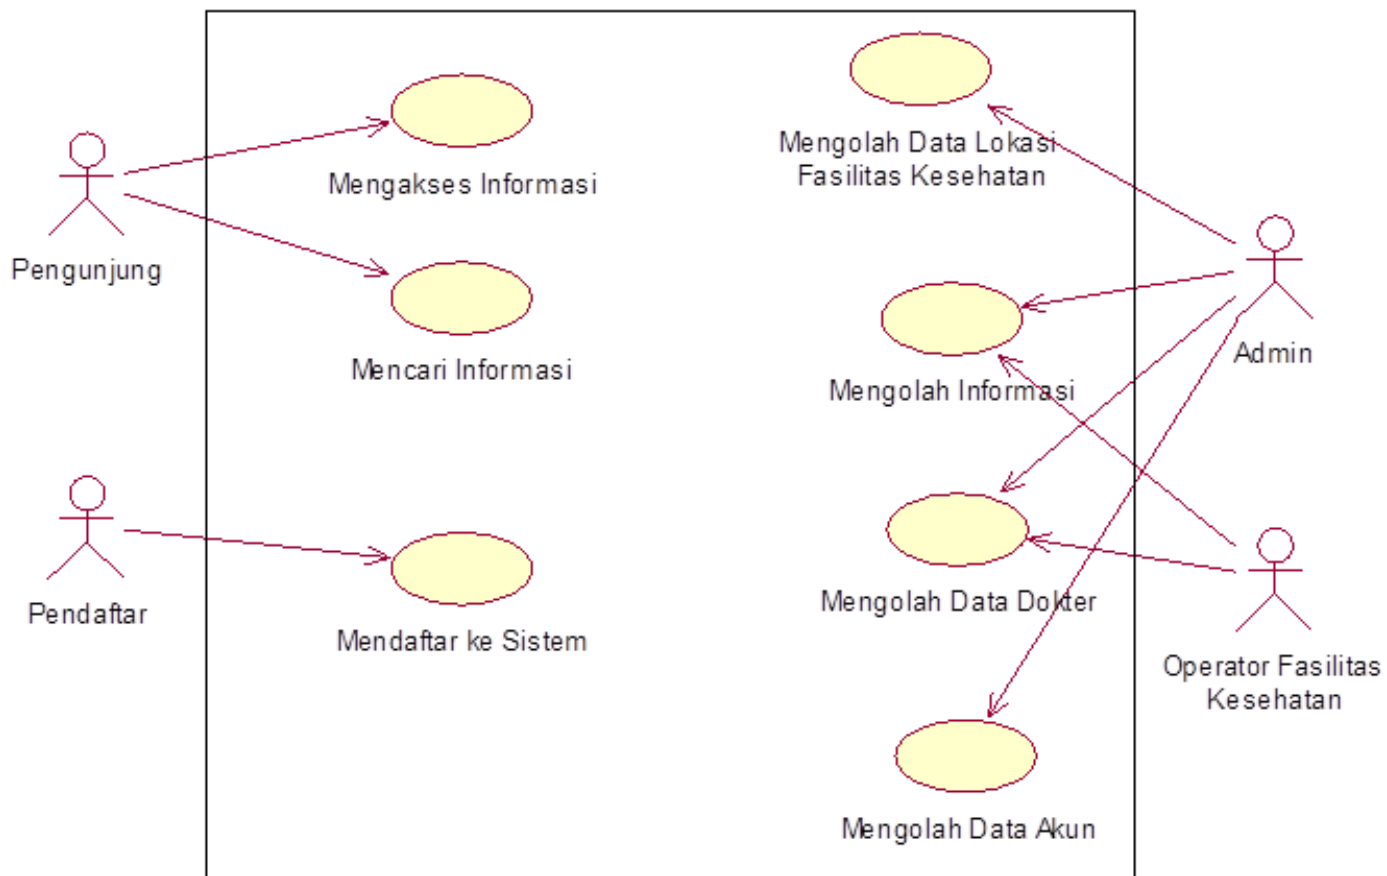 Mengakses Informasi
Mengolah Data Lokasi
Fasilitas Kesehatan
Pengunjung
Mencari Informasi
Mengolah Informasi
Admin
Pendaftar
Mendaftar ke Sistem
Mengolah Data Dokter
Operator Fasilitas
Kesehatan
Mengolah Data Akun